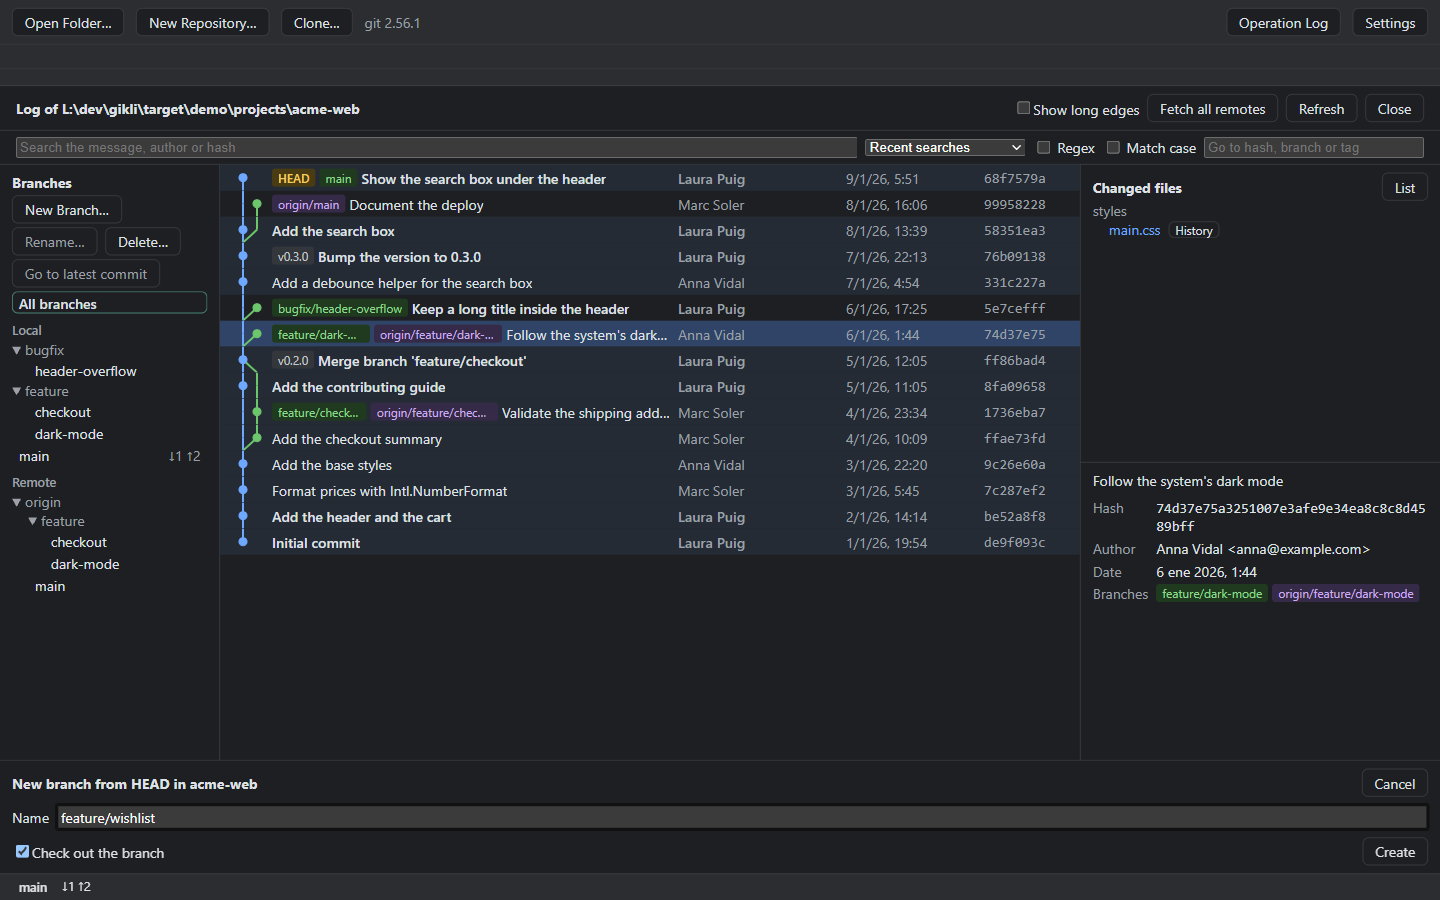 Open Folder... New Repository... Clone... git 2.56.1 Operation Log Settings
Log of L:\dev\gikli\target\demo\projects\acme-web Show long edges Fetch all remotes Refresh Close
Search the message, author or hash Recent searches Regex Match case Go to hash, branch or tag
Branches
New Branch...
Rename... Delete...
Go to latest commit
All branches
Local
bugfix
header-overflow
feature
checkout
dark-mode
main ↓1 ↑2
Remote
origin
feature
checkout
dark-mode
main
HEAD main Show the search box under the header Laura Puig 9/1/26, 5:51 68f7579a
origin/main Document the deploy Marc Soler 8/1/26, 16:06 99958228
Add the search box Laura Puig 8/1/26, 13:39 58351ea3
v0.3.0 Bump the version to 0.3.0 Laura Puig 7/1/26, 22:13 76b09138
Add a debounce helper for the search box Anna Vidal 7/1/26, 4:54 331c227a
bugfix/header-overflow Keep a long title inside the header Laura Puig 6/1/26, 17:25 5e7cefff
feature/dark-... origin/feature/dark-... Follow the system's dark... Anna Vidal 6/1/26, 1:44 74d37e75
v0.2.0 Merge branch 'feature/checkout' Laura Puig 5/1/26, 12:05 ff86bad4
Add the contributing guide Laura Puig 5/1/26, 11:05 8fa09658
feature/check... origin/feature/chec... Validate the shipping add... Marc Soler 4/1/26, 23:34 1736eba7
Add the checkout summary Marc Soler 4/1/26, 10:09 ffae73fd
Add the base styles Anna Vidal 3/1/26, 22:20 9c26e60a
Format prices with Intl.NumberFormat Marc Soler 3/1/26, 5:45 7c287ef2
Add the header and the cart Laura Puig 2/1/26, 14:14 be52a8f8
Initial commit Laura Puig 1/1/26, 19:54 de9f093c
Changed files List
styles
main.css History
Follow the system's dark mode
Hash 74d37e75a3251007e3afe9e34ea8c8c8d45
89bff
Author Anna Vidal <anna@example.com>
Date 6 ene 2026, 1:44
Branches feature/dark-mode origin/feature/dark-mode
New branch from HEAD in acme-web Cancel
Name feature/wishlist
Check out the branch Create
main ↓1 ↑2